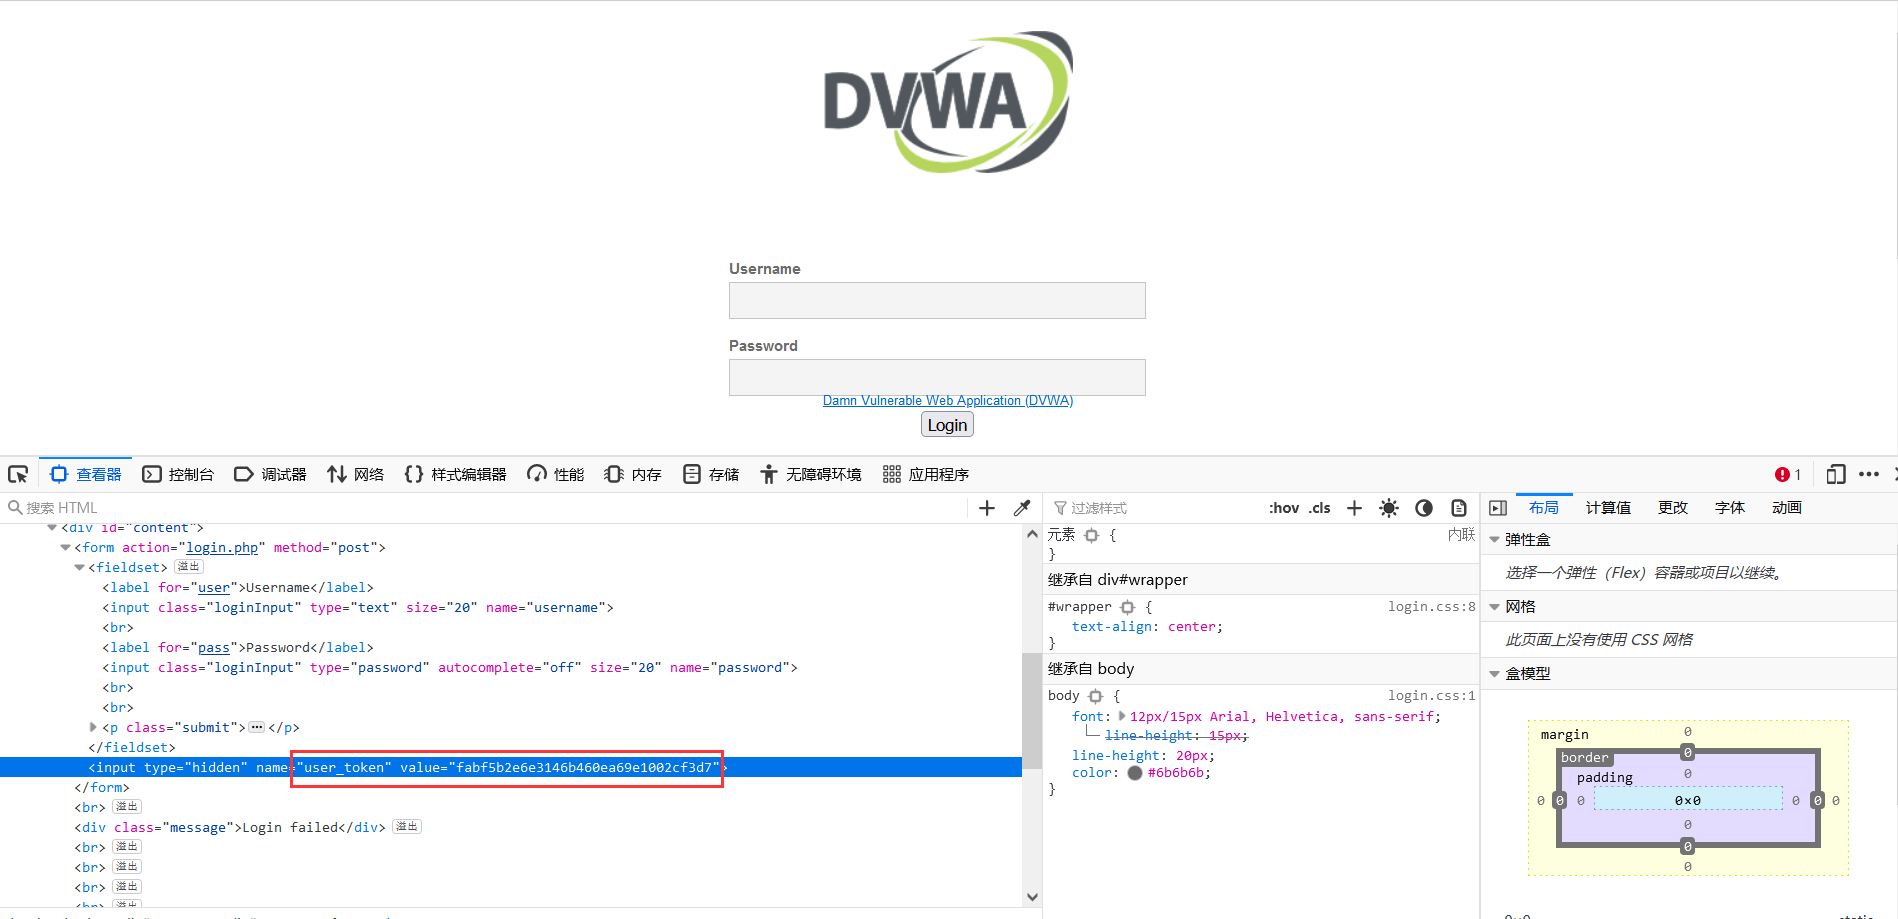 DVWA
Username
Password
Damn Vulnerable Web Application (DVWA)
Login
查看器 控制台 调试器 网络 样式编辑器 性能 内存 存储 无障碍环境 应用程序 1
搜索 HTML
<div id="content">
<form action="login.php" method="post">
<fieldset> 溢出
<label for="user">Username</label>
<input class="loginInput" type="text" size="20" name="username">
<br>
<label for="pass">Password</label>
<input class="loginInput" type="password" autocomplete="off" size="20" name="password">
<br>
<br>
<p class="submit"></p>
</fieldset>
<input type="hidden" name="user_token" value="fabf5b2e6e3146b460ea69e1002cf3d7">
</form>
<br> 溢出
<div class="message">Login failed</div> 溢出
<br> 溢出
<br> 溢出
<br> 溢出
<br> 溢出
过滤样式 :hov .cls
元素 { 内联
}
继承自 div#wrapper
#wrapper { login.css:8
text-align: center;
}
继承自 body
body { login.css:1
font: 12px/15px Arial, Helvetica, sans-serif;
line-height: 15px;
line-height: 20px;
color: #6b6b6b;
}
布局 计算值 更改 字体 动画
弹性盒
选择一个弹性（Flex）容器或项目以继续。
网格
此页面上没有使用 CSS 网格
盒模型
margin 0
border 0
padding 0
0 0 0 0×0 0 0 0
0
0
0
0×0 static